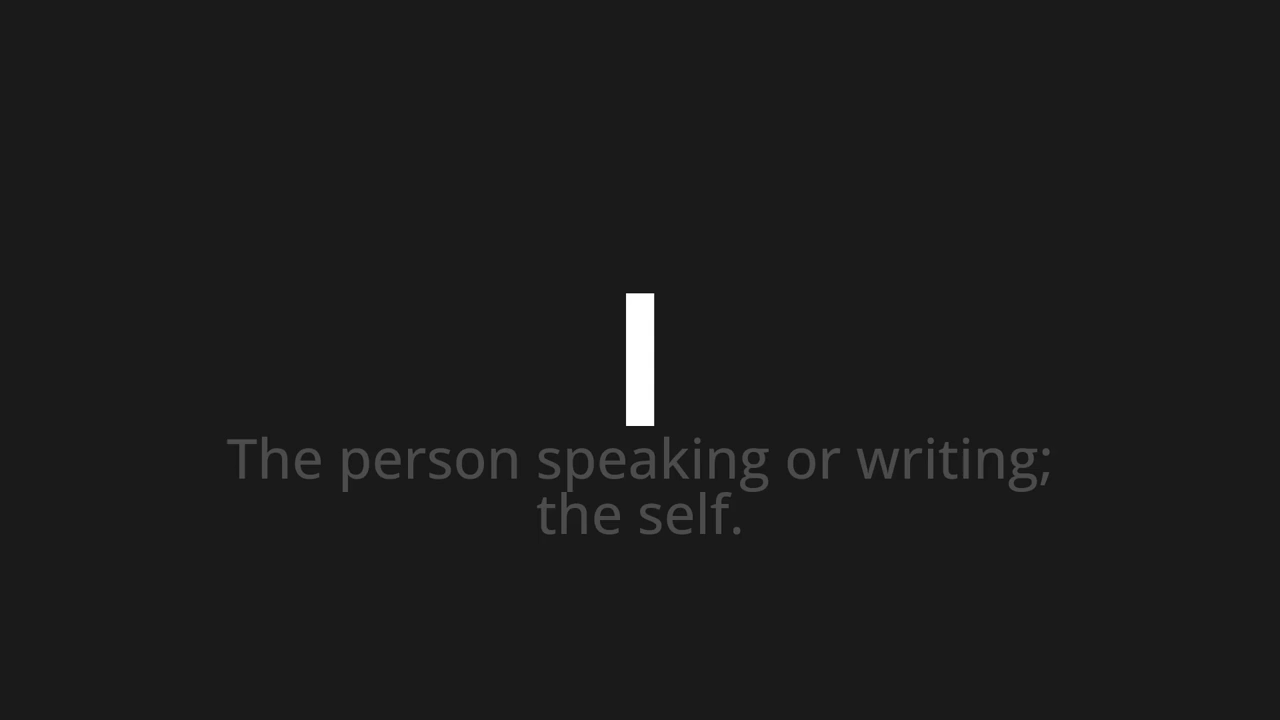 I
The person speaking or writing;
the self.